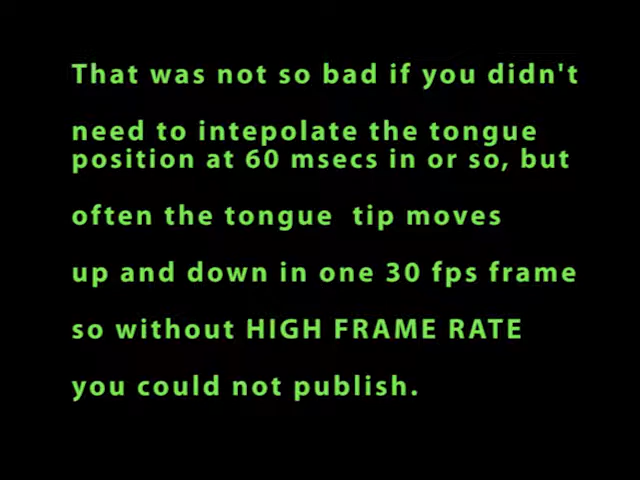 That was not so bad if you didn't
need to intepolate the tongue
position at 60 msecs in or so, but
often the tongue  tip moves
up and down in one 30 fps frame
so without HIGH FRAME RATE
you could not publish.